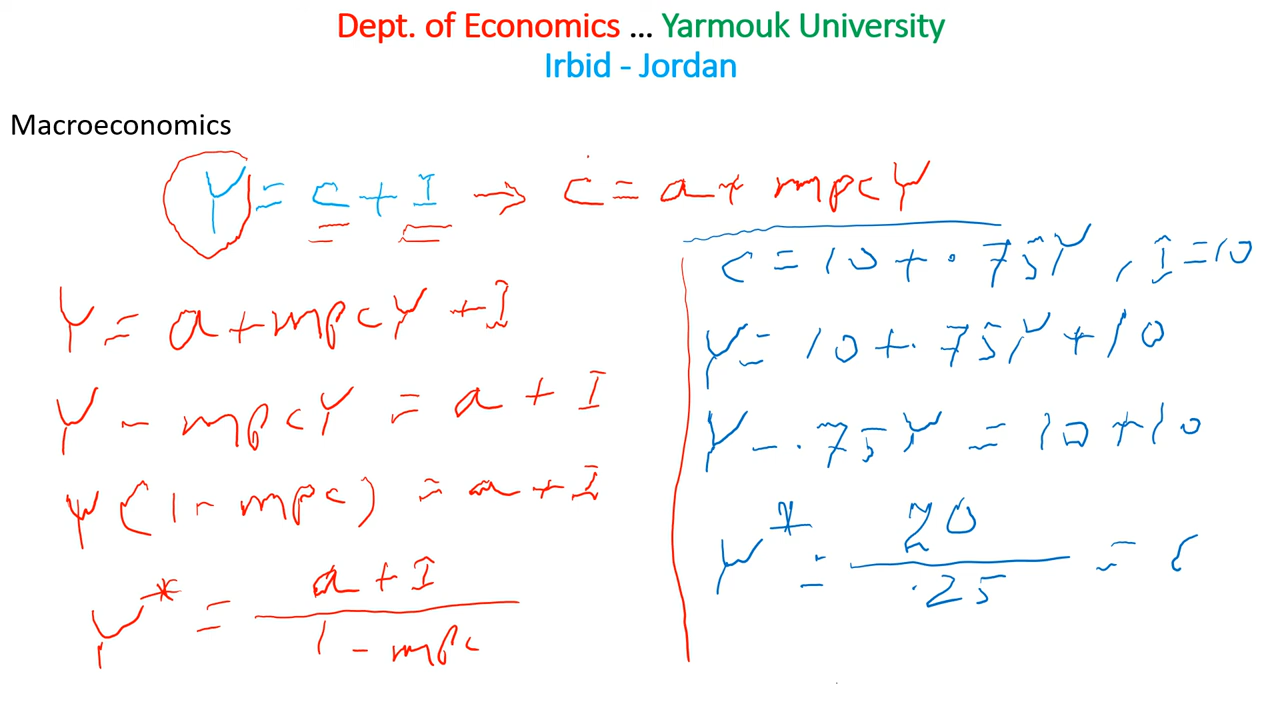 Dept. of Economics ... Yarmouk University
Irbid - Jordan
Macroeconomics
Y = C + I → C = a + mpcY
Y = a + mpcY + I
Y - mpcY = a + I
Y (1 - mpc) = a + I
Y* = a + I / 1 - mpc
C = 10 + .75Y , I = 10
Y = 10 + .75Y + 10
Y - .75Y = 10 + 10
Y* = 20 / .25 =